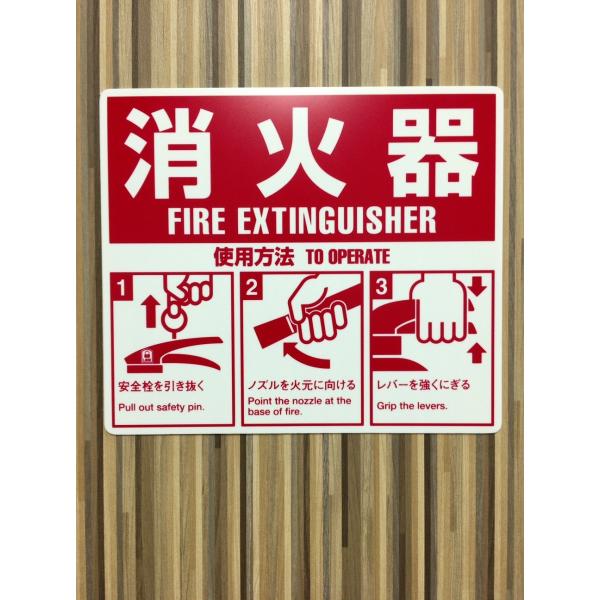 消火器
FIRE EXTINGUISHER
使用方法 TO OPERATE
1
安全栓を引き抜く
Pull out safety pin.
2
ノズルを火元に向ける
Point the nozzle at the
base of fire.
3
レバーを強くにぎる
Grip the levers.